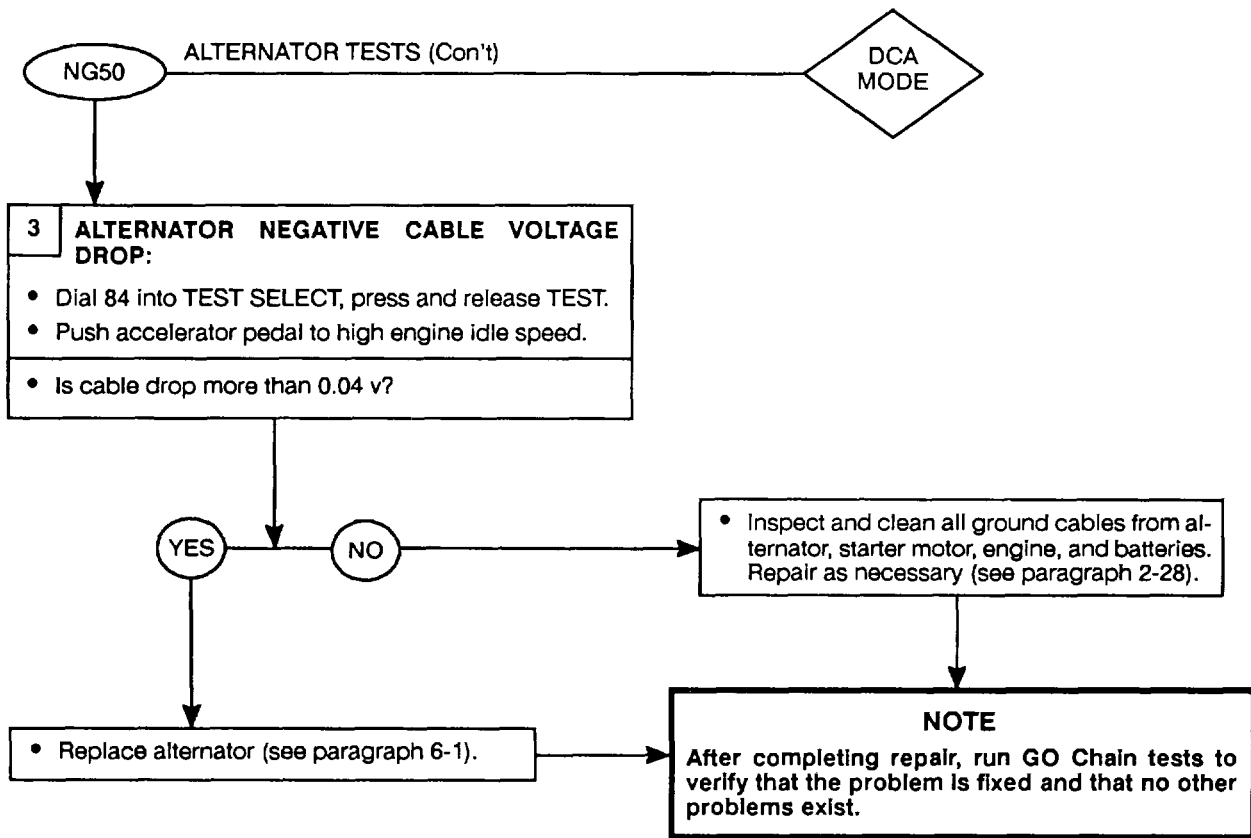 NG50
ALTERNATOR TESTS (Con't)
DCA
MODE
3
ALTERNATOR NEGATIVE CABLE VOLTAGE
DROP:
• Dial 84 into TEST SELECT, press and release TEST.
• Push accelerator pedal to high engine idle speed.
• Is cable drop more than 0.04 v?
YES
NO
• Inspect and clean all ground cables from al-
ternator, starter motor, engine, and batteries.
Repair as necessary (see paragraph 2-28).
• Replace alternator (see paragraph 6-1).
NOTE
After completing repair, run GO Chain tests to
verify that the problem is fixed and that no other
problems exist.